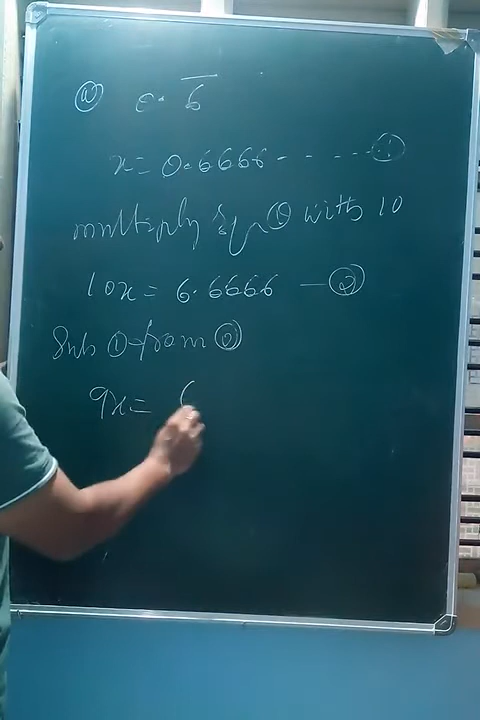 0.6̅
x = 0.6666 - - - - - - ①
multiply Eqn ① with 10
10x = 6.6666 — ②
Sub ① from ②
9x = 6